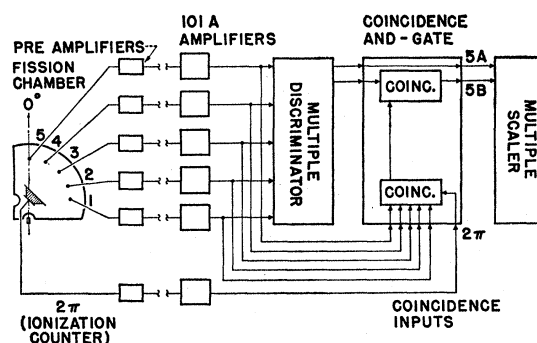 PRE AMPLIFIERS
FISSION CHAMBER
0°
5
4
3
2
1
2π
(IONIZATION COUNTER)
101 A
AMPLIFIERS
MULTIPLE
DISCRIMINATOR
COINCIDENCE
AND-GATE
COINC.
COINC.
5A
5B
2π
MULTIPLE
SCALER
COINCIDENCE
INPUTS